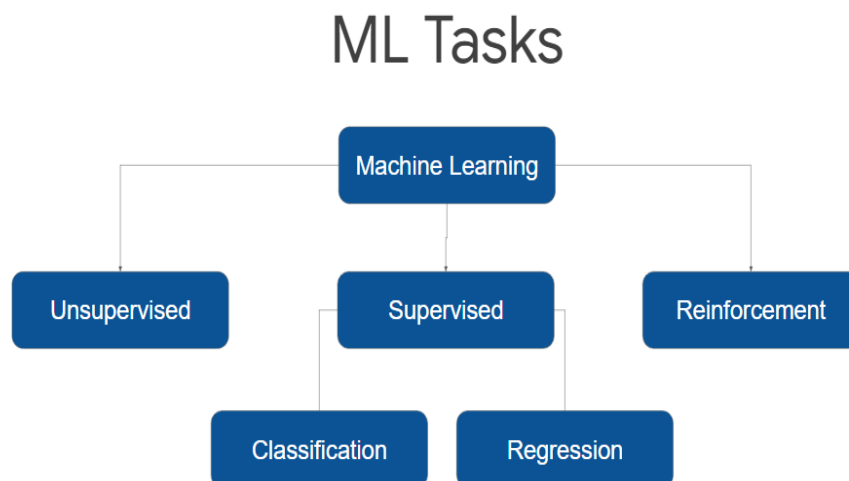 ML Tasks
Machine Learning
Unsupervised
Supervised
Reinforcement
Classification
Regression